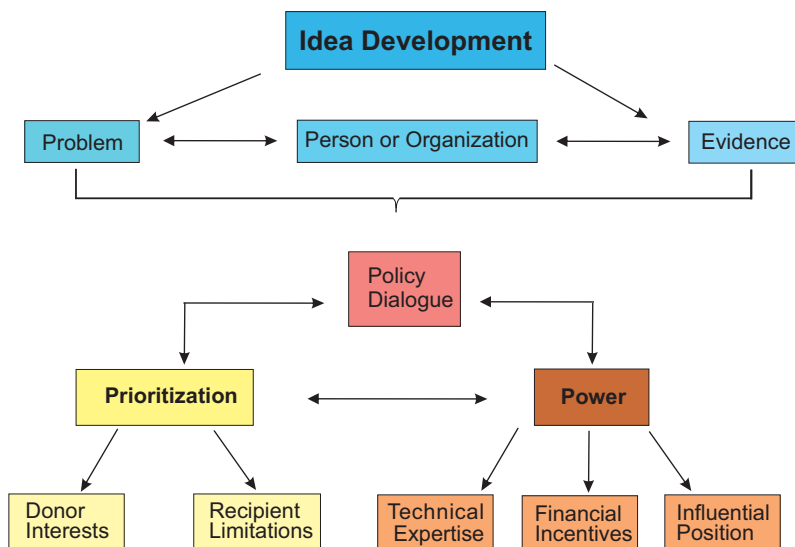 Idea Development
Problem
Person or Organization
Evidence
Policy
Dialogue
Prioritization
Power
Donor
Interests
Recipient
Limitations
Technical
Expertise
Financial
Incentives
Influential
Position